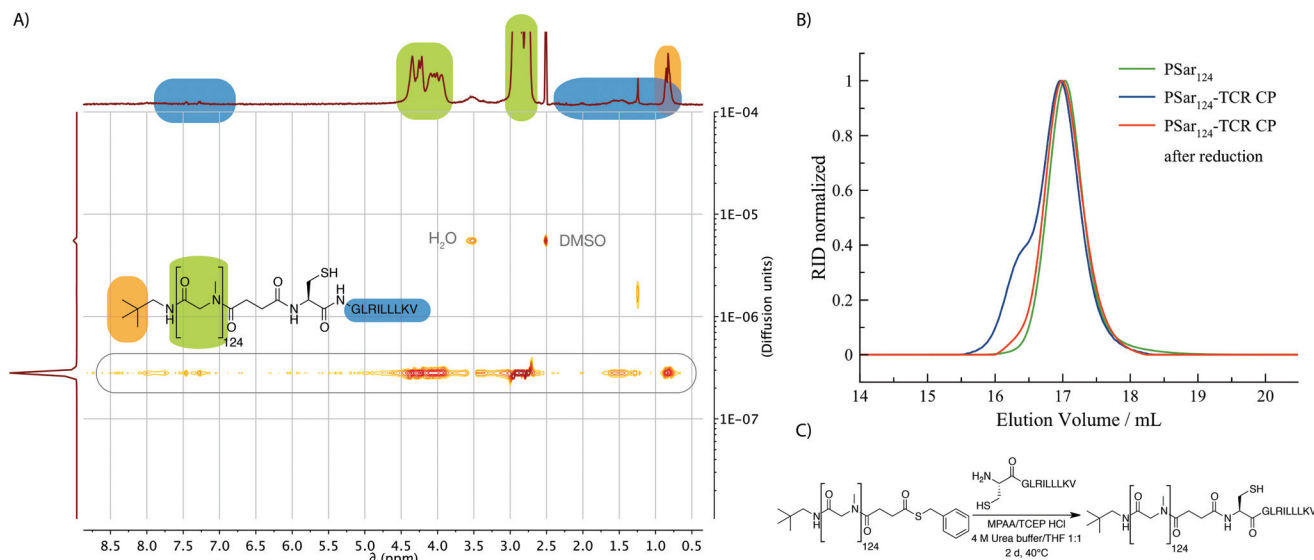 A)
1E-04
1E-05
H2O
DMSO
SH
O
N
O
H
N
N
H
O
N
H
O
O
GLRILLLKV
124
1E-06
1E-07
(Diffusion units)
8.5 8.0 7.5 7.0 6.5 6.0 5.5 5.0 4.5 4.0 3.5 3.0 2.5 2.0 1.5 1.0 0.5
∂ (ppm)
B)
PSar124
PSar124-TCR CP
PSar124-TCR CP
after reduction
RID normalized
1
0.8
0.6
0.4
0.2
0
14 15 16 17 18 19 20
Elution Volume / mL
C)
O
N
N
H
O
O
S
124
O
H2N
GLRILLLKV
HS
MPAA/TCEP HCl
4 M Urea buffer/THF 1:1
2 d, 40°C
O
N
N
H
O
O
N
H
SH
GLRILLLKV
O
124